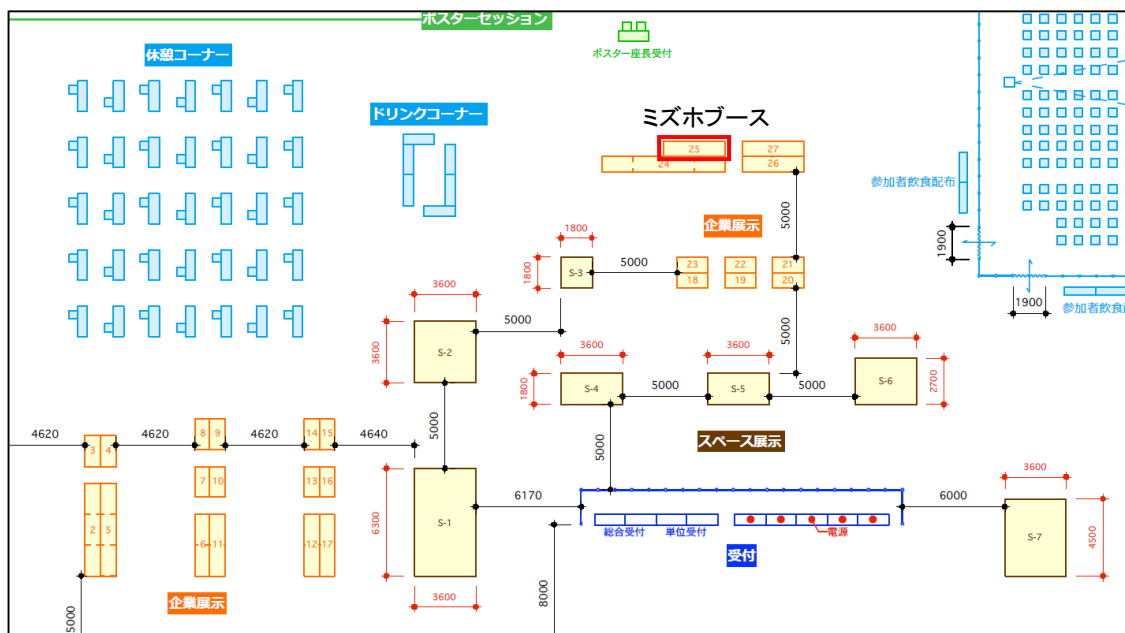 ポスターセッション
ポスター座長受付
休憩コーナー
ドリンクコーナー
ミズホブース
25
27
24
26
参加者飲食配布
5000
企業展示
1900
1800
1800
S-3
5000
23
22
21
18
19
20
1900
参加者飲食配
3600
5000
3600
S-2
5000
3600
3600
3600
1800
S-4
5000
S-5
5000
S-6
2700
4620
4620
4620
4640
5000
3
4
8
9
14
15
スペース展示
5000
7
10
13
16
6300
S-1
6170
6000
3600
2
5
6
11
12
17
総合受付
単位受付
電源
S-7
4500
受付
企業展示
3600
5000
8000